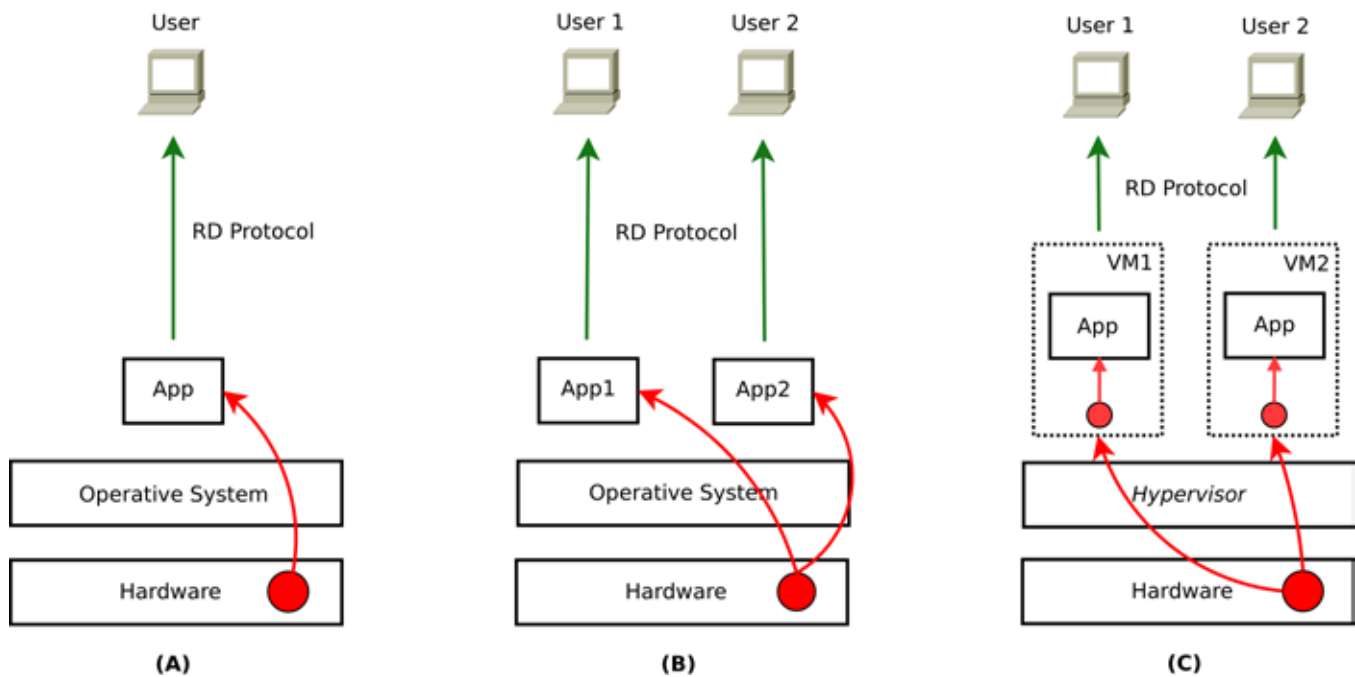 User
RD Protocol
App
Operative System
Hardware
(A)
User 1
User 2
RD Protocol
App1
App2
Operative System
Hardware
(B)
User 1
User 2
RD Protocol
VM1
VM2
App
App
Hypervisor
Hardware
(C)